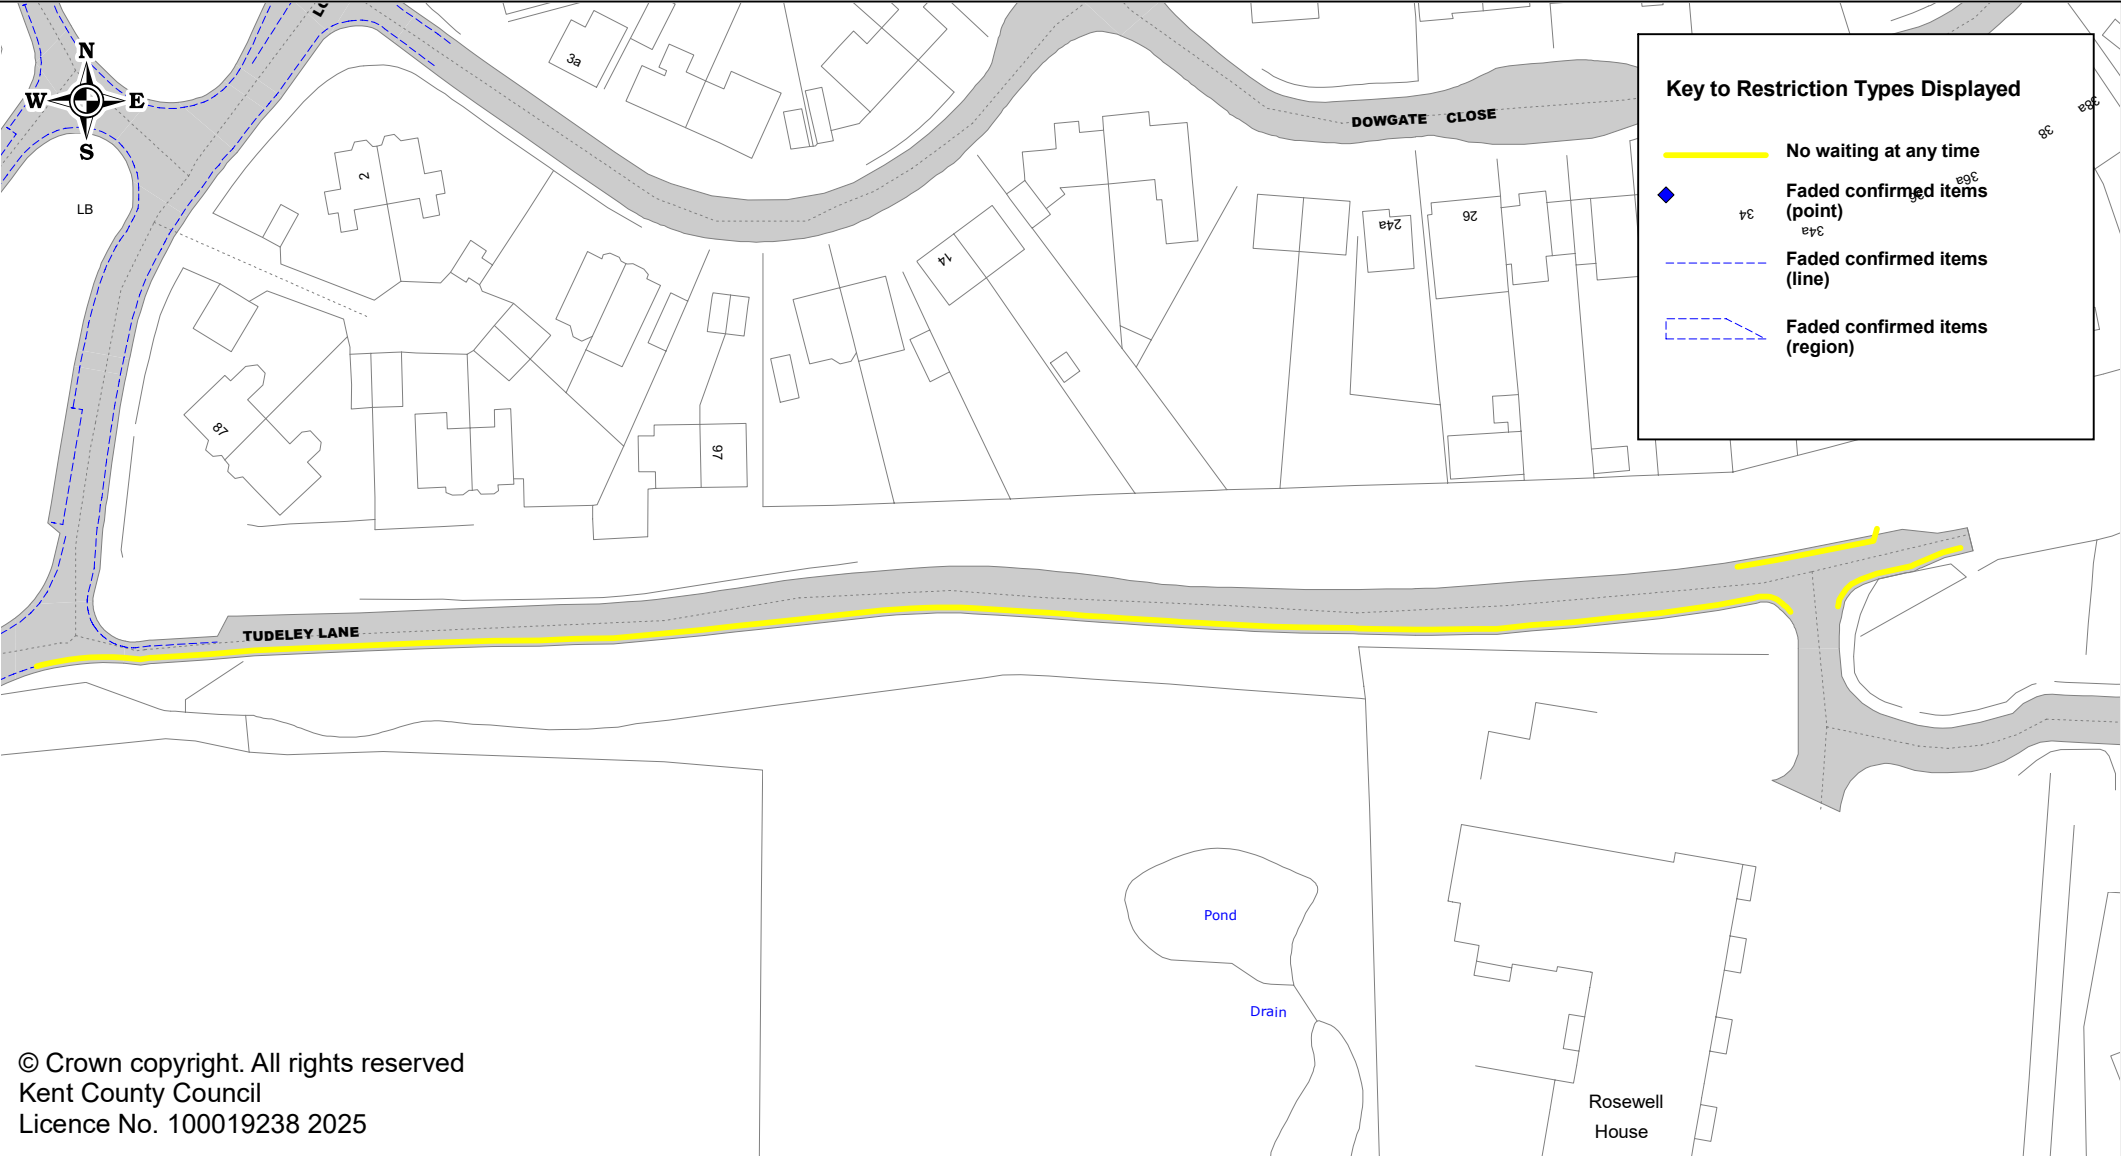 N
W E
S
LB
3a
2
DOWGATE CLOSE
Key to Restriction Types Displayed
No waiting at any time
Faded confirmed items
(point)
Faded confirmed items
(line)
Faded confirmed items
(region)
38a
38
36a
36
34
34a
24a
26
14
87
97
TUDELEY LANE
Pond
Drain
Rosewell
House
© Crown copyright. All rights reserved
Kent County Council
Licence No. 100019238 2025